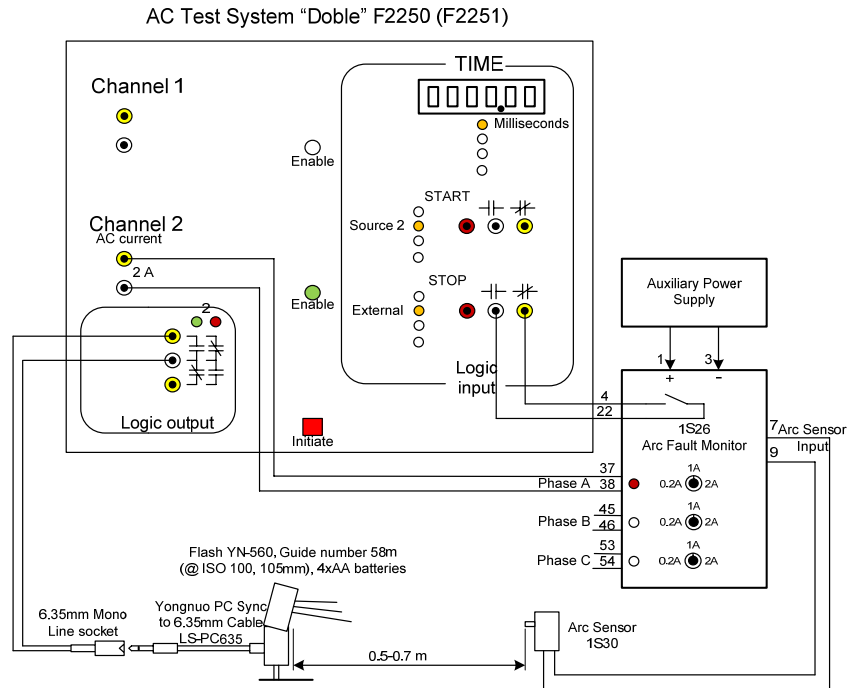 AC Test System “Doble” F2250 (F2251)
TIME
Channel 1
Milliseconds
Enable
START
Source 2
Channel 2
AC current
2 A
STOP
Enable
External
2
Auxiliary Power
Supply
1
3
+
−
Logic
input
4
22
Logic output
Initiate
1S26
Arc Fault Monitor
7
Arc Sensor
Input
9
37
Phase A
38
1A
0.2A
2A
45
Phase B
46
1A
0.2A
2A
53
Phase C
54
1A
0.2A
2A
Flash YN-560, Guide number 58m
(@ ISO 100, 105mm), 4xAA batteries
6.35mm Mono
Line socket
Yongnuo PC Sync
to 6.35mm Cable
LS-PC635
Arc Sensor
1S30
0.5-0.7 m